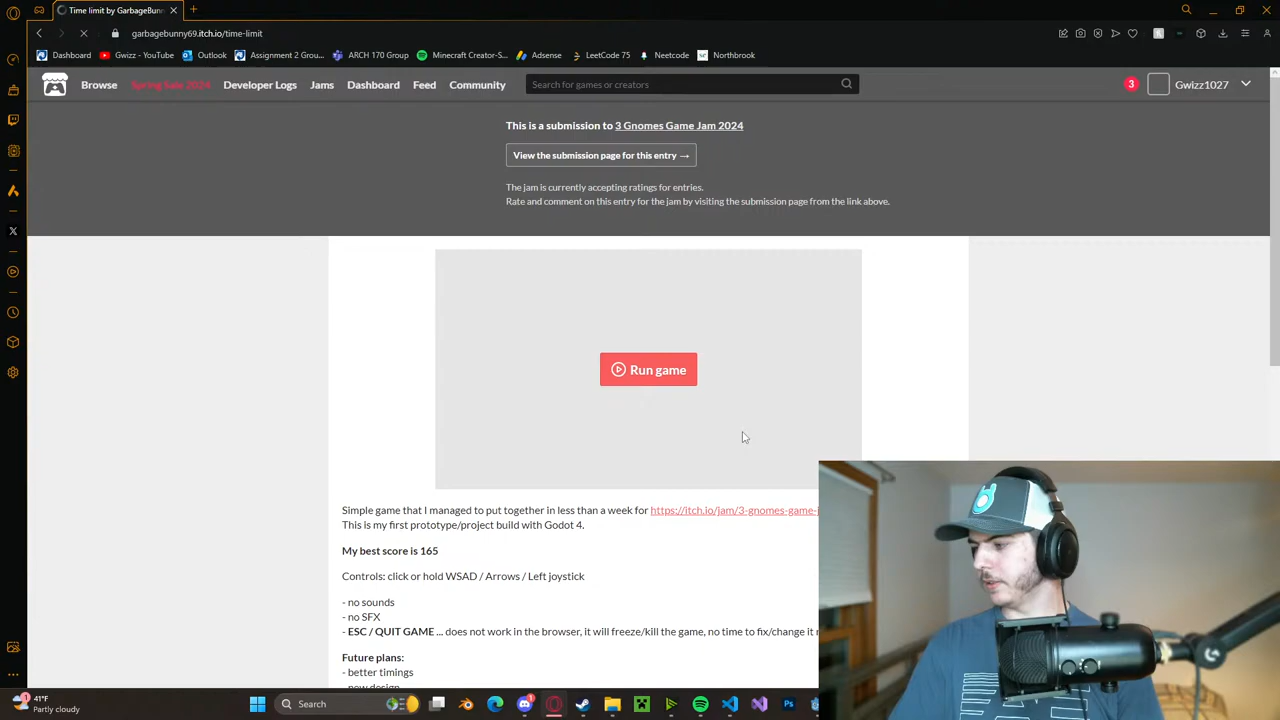 Time limit by GarbageBunn
garbagebunny69.itch.io/time-limit
Dashboard Gwizz - YouTube Outlook Assignment 2 Grou... ARCH 170 Group Minecraft Creator-S... Adsense LeetCode 75 Neetcode Northbrook
Browse Spring Sale 2024 Developer Logs Jams Dashboard Feed Community Search for games or creators 3 Gwizz1027
This is a submission to 3 Gnomes Game Jam 2024
View the submission page for this entry →
The jam is currently accepting ratings for entries.
Rate and comment on this entry for the jam by visiting the submission page from the link above.
Run game
Simple game that I managed to put together in less than a week for https://itch.io/jam/3-gnomes-game-j
This is my first prototype/project build with Godot 4.
My best score is 165
Controls: click or hold WSAD / Arrows / Left joystick
- no sounds
- no SFX
- ESC / QUIT GAME ... does not work in the browser, it will freeze/kill the game, no time to fix/change it
Future plans:
- better timings
- new design
41°F
Partly cloudy
Search